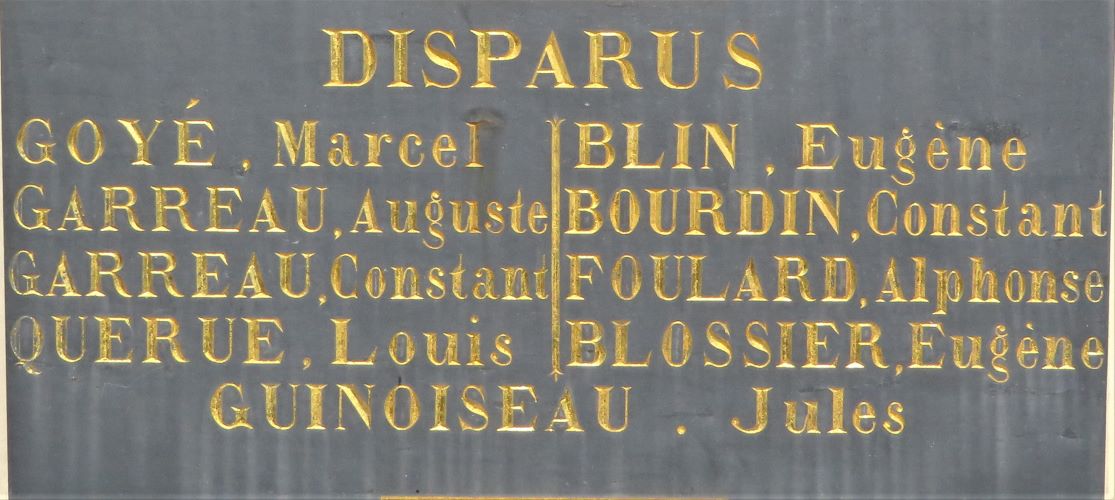 DISPARUS
GOYÉ, Marcel
GARREAU, Auguste
GARREAU, Constant
QUERUE, Louis
BLIN, Eugène
BOURDIN, Constant
FOULARD, Alphonse
BLOSSIER, Eugène
GUINOISEAU. Jules